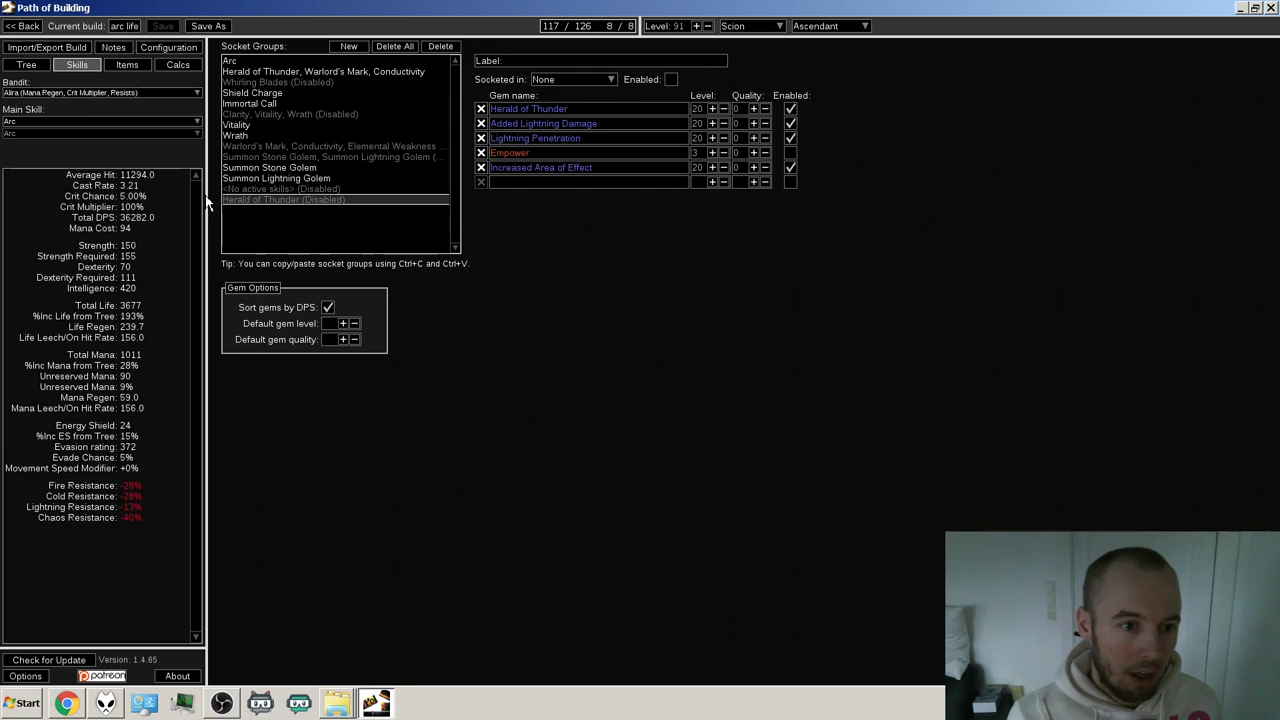 Path of Building
<< Back Current build: arc life Save Save As 117 / 126 8 / 8 Level: 91 + − Scion Ascendant
Import/Export Build Notes Configuration
Tree Skills Items Calcs
Bandit:
Alira (Mana Regen, Crit Multiplier, Resists)
Main Skill:
Arc
Arc
Average Hit: 11294.0
Cast Rate: 3.21
Crit Chance: 5.00%
Crit Multiplier: 100%
Total DPS: 36282.0
Mana Cost: 94
Strength: 150
Strength Required: 155
Dexterity: 70
Dexterity Required: 111
Intelligence: 420
Total Life: 3677
%Inc Life from Tree: 193%
Life Regen: 239.7
Life Leech/On Hit Rate: 156.0
Total Mana: 1011
%Inc Mana from Tree: 28%
Unreserved Mana: 90
Unreserved Mana: 9%
Mana Regen: 59.0
Mana Leech/On Hit Rate: 156.0
Energy Shield: 24
%Inc ES from Tree: 15%
Evasion rating: 372
Evade Chance: 5%
Movement Speed Modifier: +0%
Fire Resistance: -28%
Cold Resistance: -28%
Lightning Resistance: -13%
Chaos Resistance: -40%
Check for Update Version: 1.4.65
Options patreon About
Socket Groups: New Delete All Delete
Arc
Herald of Thunder, Warlord's Mark, Conductivity
Whirling Blades (Disabled)
Shield Charge
Immortal Call
Clarity, Vitality, Wrath (Disabled)
Vitality
Wrath
Warlord's Mark, Conductivity, Elemental Weakness ...
Summon Stone Golem, Summon Lightning Golem (...
Summon Stone Golem
Summon Lightning Golem
<No active skills> (Disabled)
Herald of Thunder (Disabled)
Tip: You can copy/paste socket groups using Ctrl+C and Ctrl+V.
Gem Options
Sort gems by DPS:
Default gem level: + −
Default gem quality: + −
Label:
Socketed in: None Enabled:
Gem name: Level: Quality: Enabled:
Herald of Thunder 20 + − 0 + −
Added Lightning Damage 20 + − 0 + −
Lightning Penetration 20 + − 0 + −
Empower 3 + − 0 + −
Increased Area of Effect 20 + − 0 + −
Start